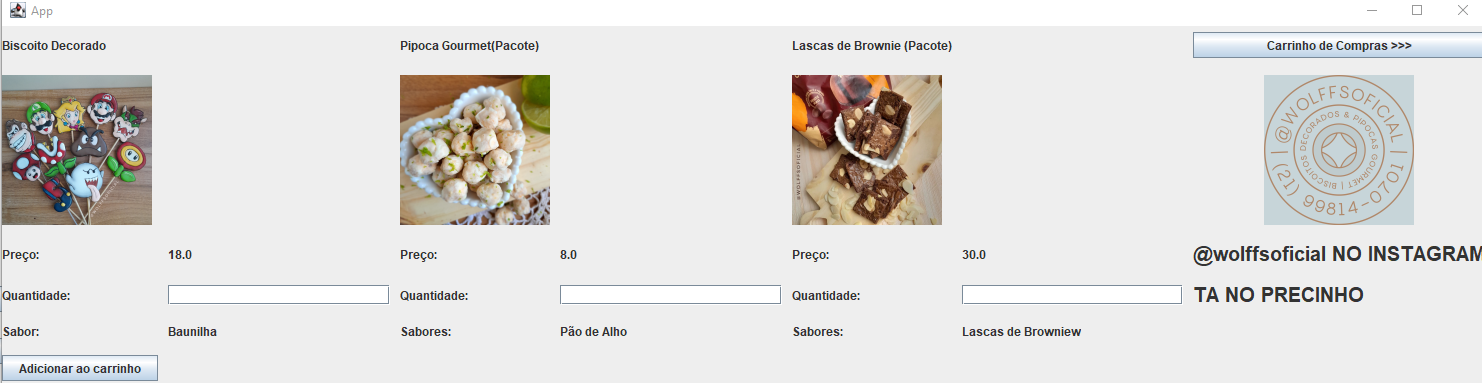 App
Biscoito Decorado
Pipoca Gourmet(Pacote)
Lascas de Brownie (Pacote)
Carrinho de Compras >>>
@WOLFFSOFICIAL
BISCOITOS DECORADOS & PIPOCAS GOURMET
(21) 99814-0701
@WOLFFSOFICIAL
Preço: 18.0
Preço: 8.0
Preço: 30.0
@wolffsoficial NO INSTAGRAM
Quantidade:
Quantidade:
Quantidade:
TA NO PRECINHO
Sabor: Baunilha
Sabores: Pão de Alho
Sabores: Lascas de Browniew
Adicionar ao carrinho